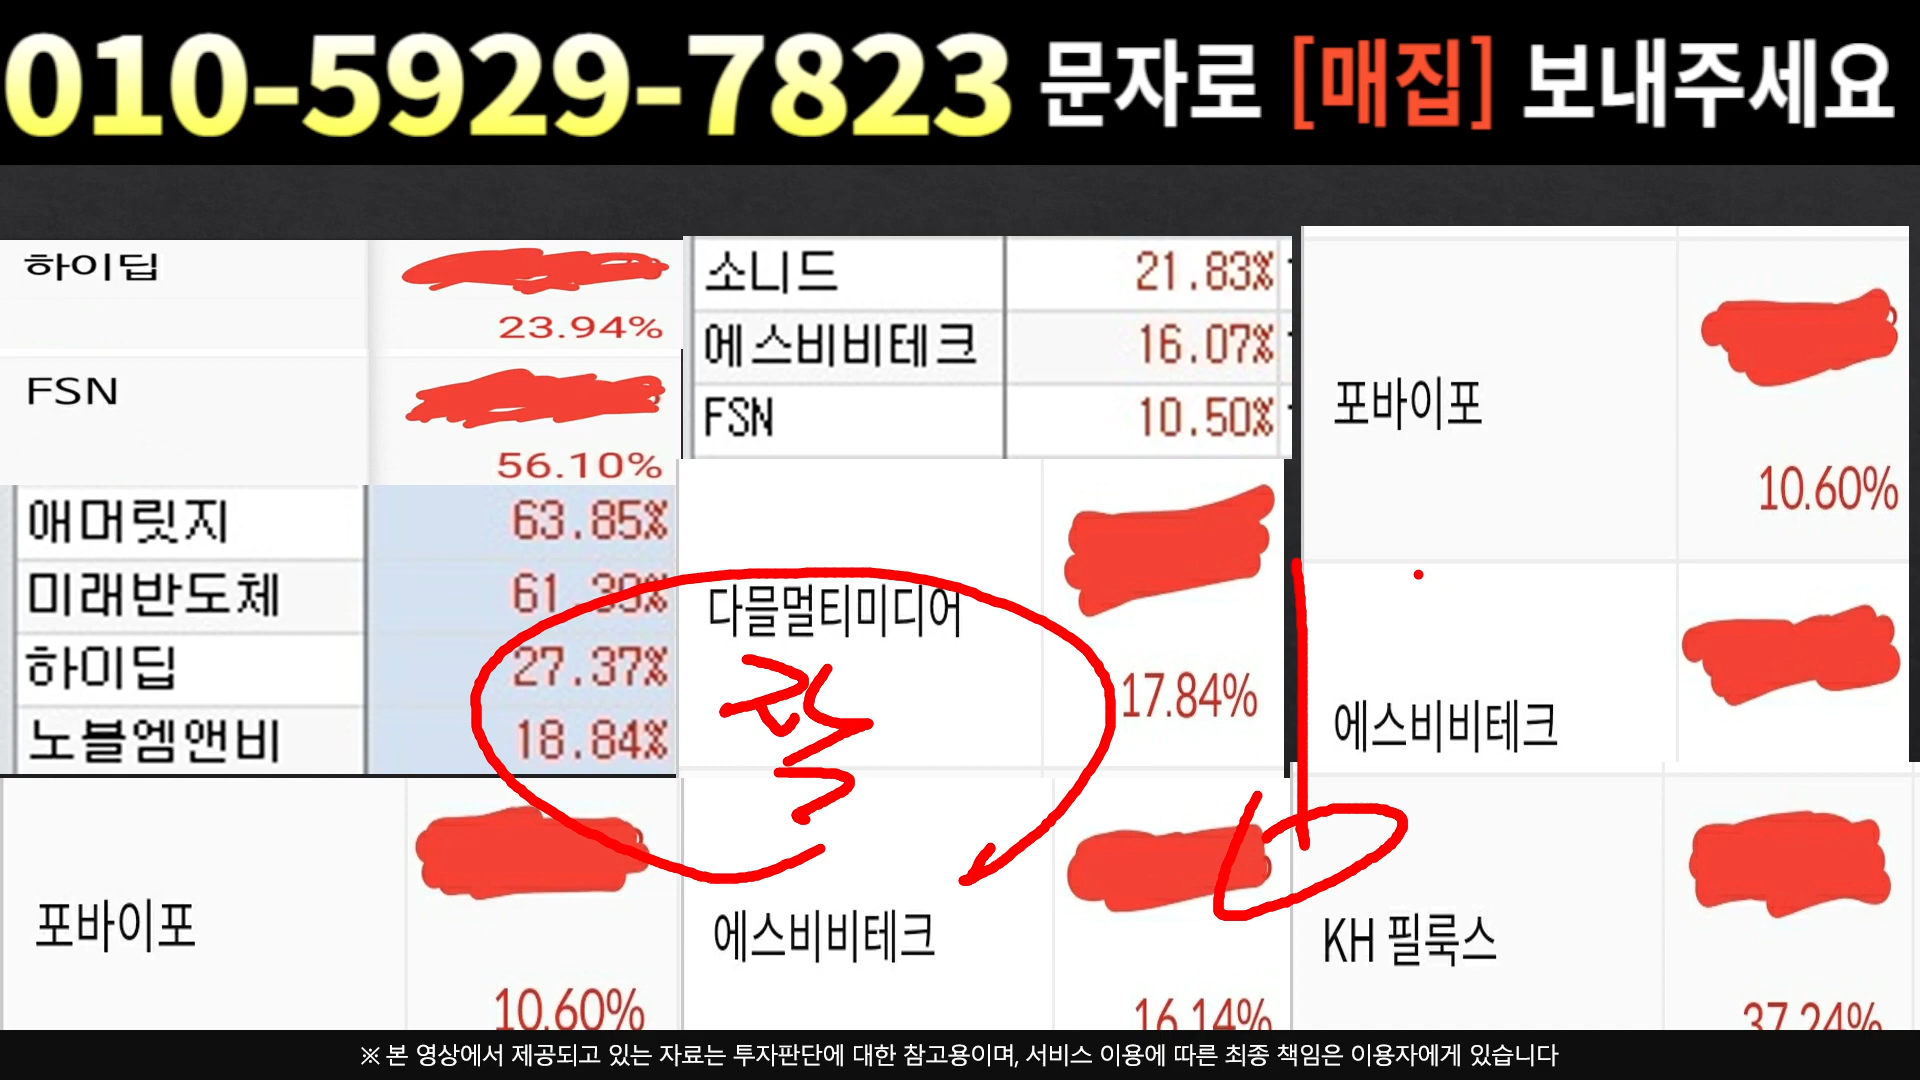 010-5929-7823 문자로 [매집] 보내주세요
하이딥
23.94%
FSN
56.10%
애머릿지 63.85%
미래반도체 61.39%
하이딥 27.37%
노블엠앤비 18.84%
소니드 21.83%
에스비비테크 16.07%
FSN 10.50%
다믈멀티미디어
17.84%
포바이포
10.60%
에스비비테크
포바이포
10.60%
에스비비테크
16.14%
KH 필룩스
37.24%
※ 본 영상에서 제공되고 있는 자료는 투자판단에 대한 참고용이며, 서비스 이용에 따른 최종 책임은 이용자에게 있습니다